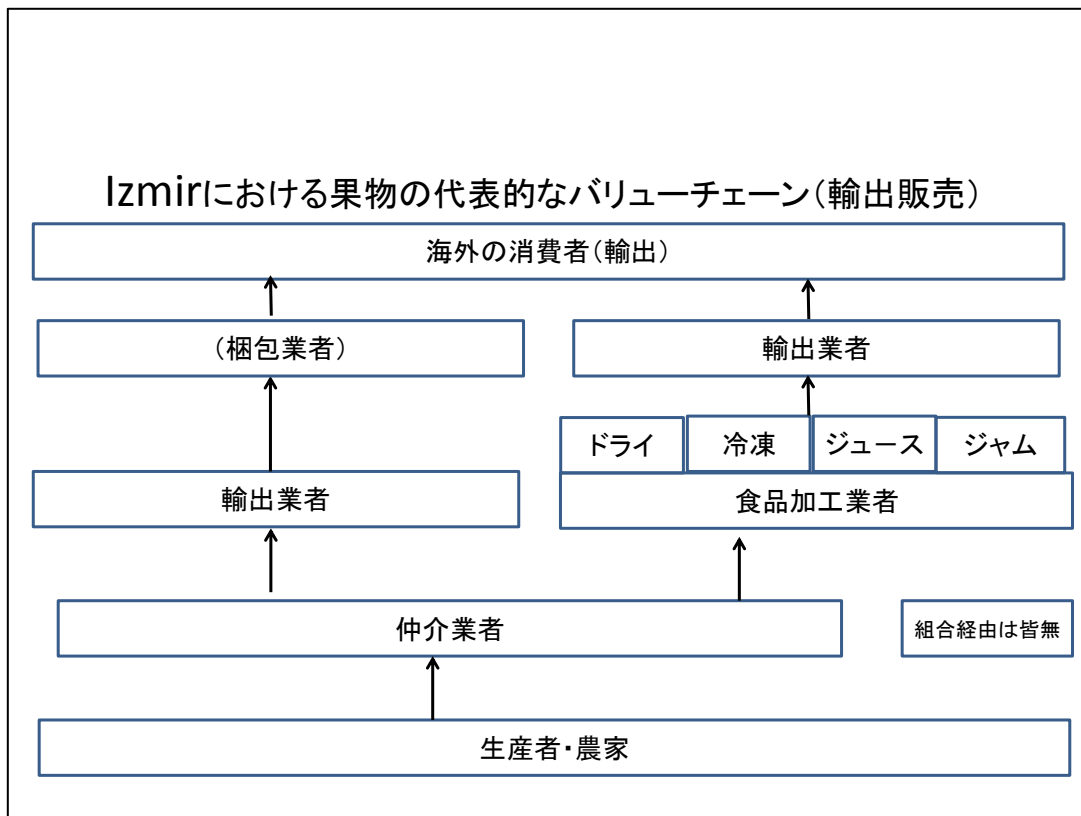 Izmirにおける果物の代表的なバリューチェーン(輸出販売)
海外の消費者(輸出)
(梱包業者)
輸出業者
ドライ
冷凍
ジュース
ジャム
輸出業者
食品加工業者
仲介業者
組合経由は皆無
生産者・農家